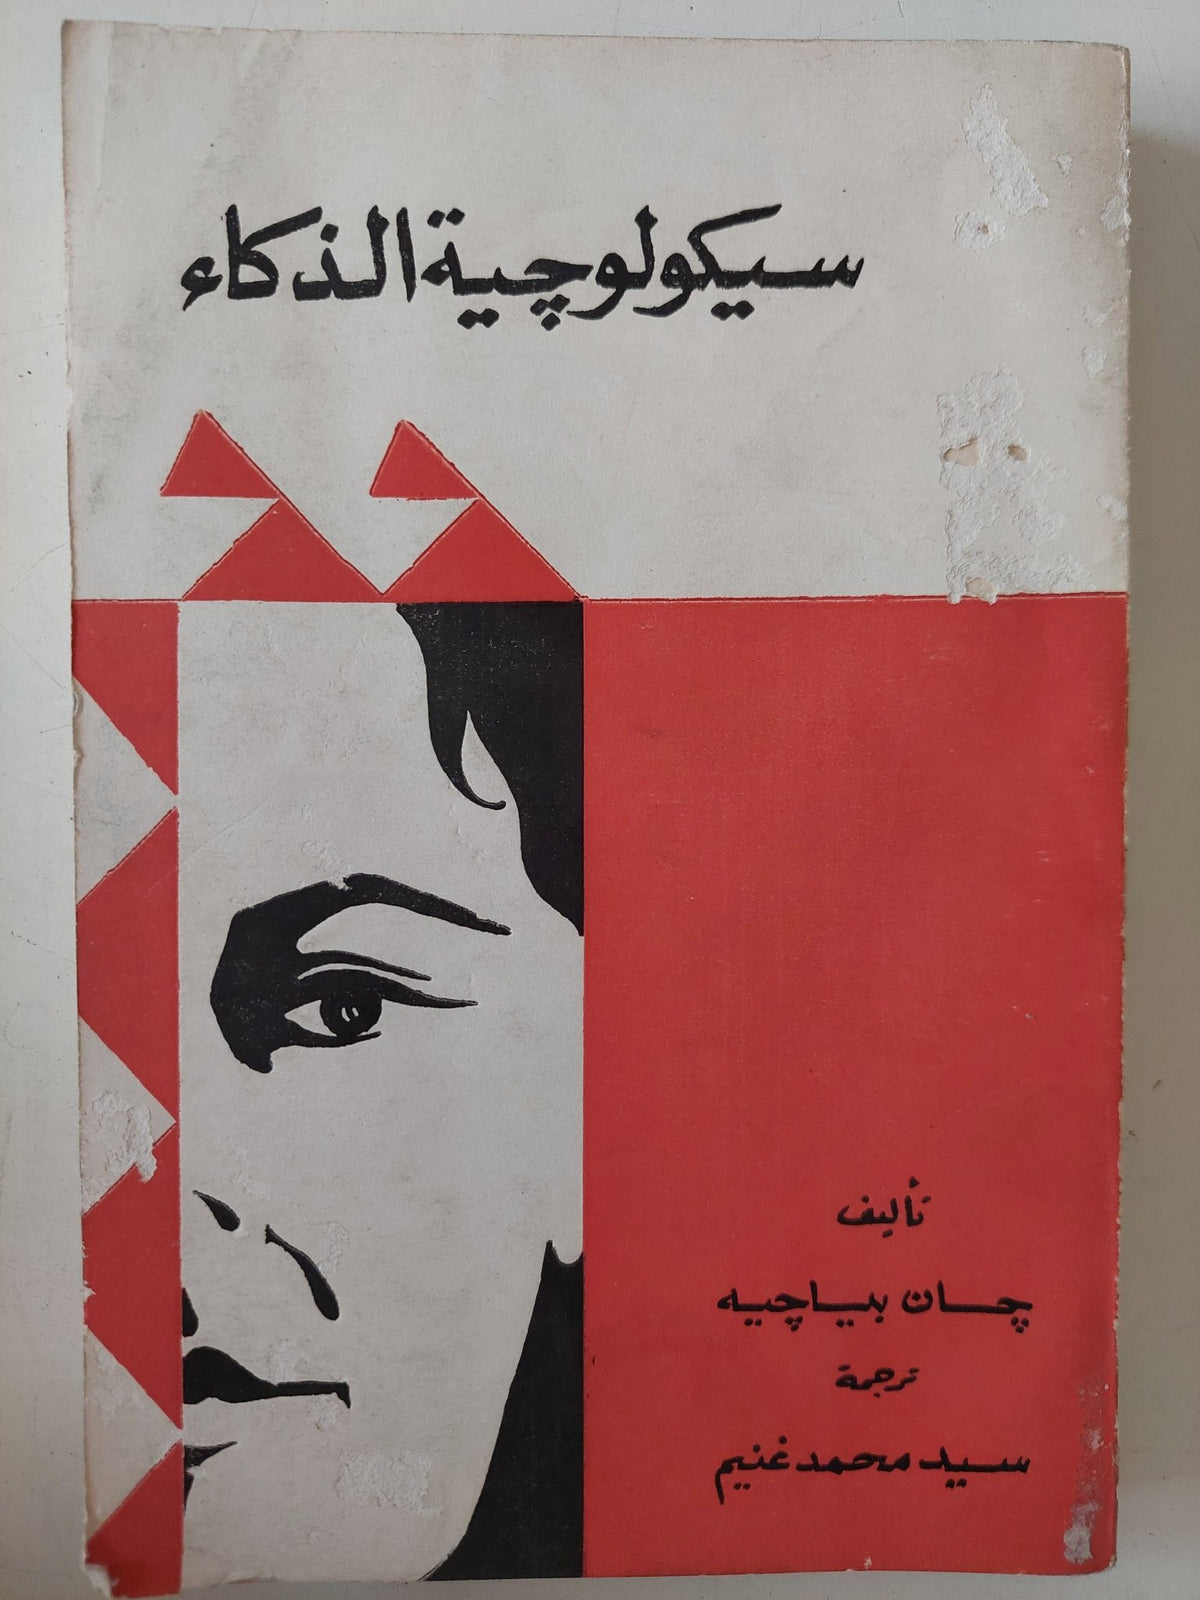 سيكولوچية الذكاء
تأليف
چان بياچيه
ترجمة
سيد محمد غنيم